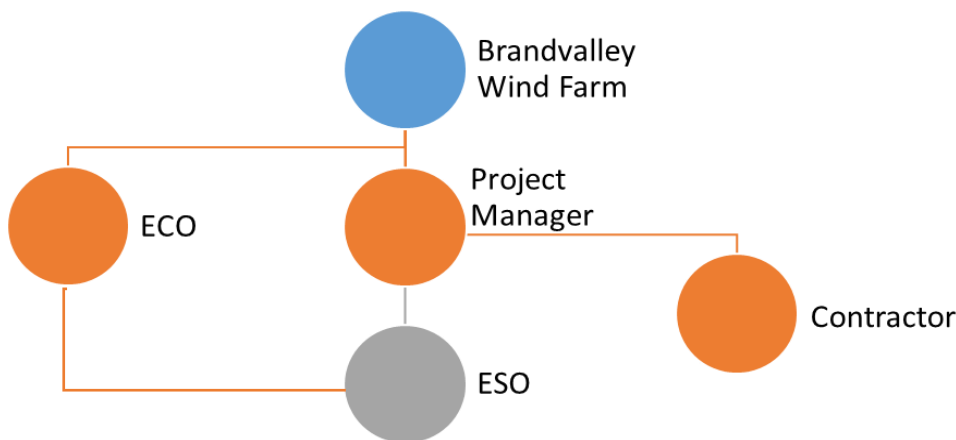 Brandvalley
Wind Farm
ECO
Project
Manager
Contractor
ESO